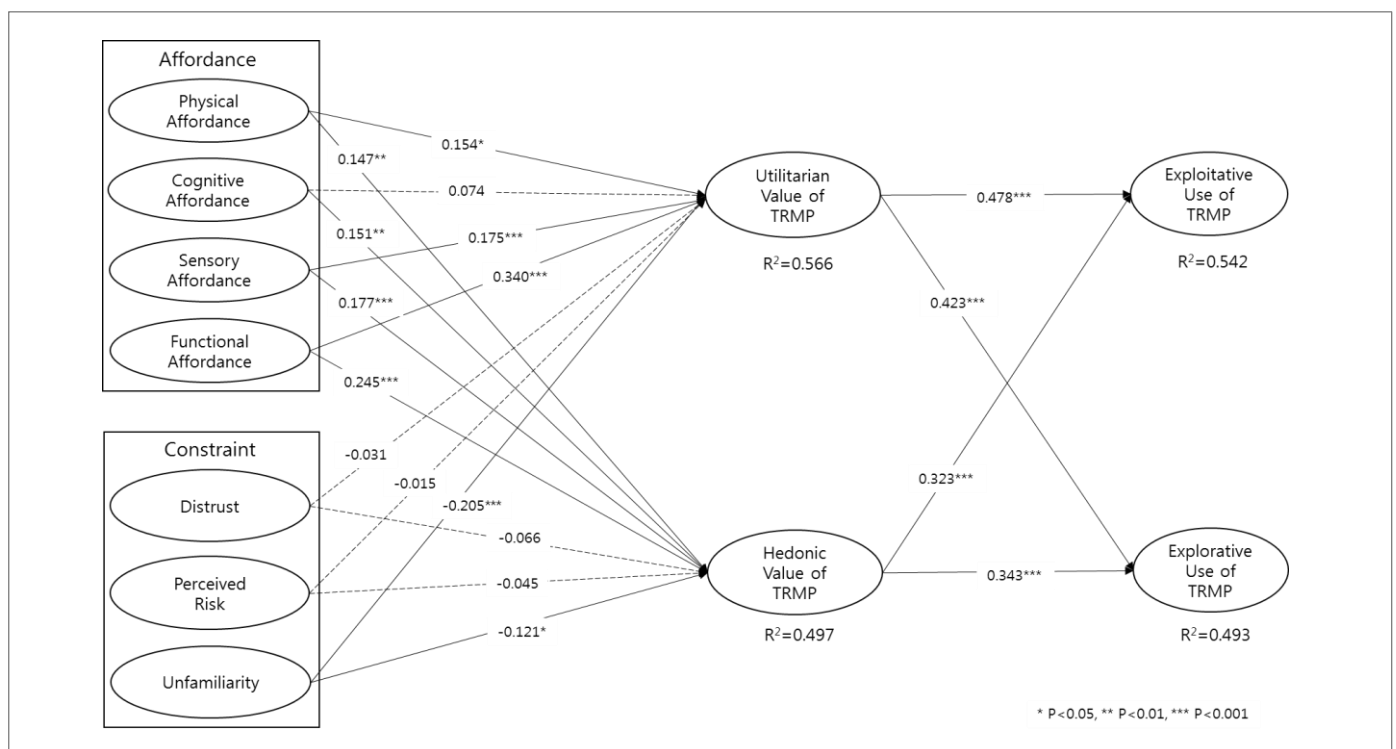 Affordance
Physical
Affordance
Cognitive
Affordance
Sensory
Affordance
Functional
Affordance
Constraint
Distrust
Perceived
Risk
Unfamiliarity
0.154*
0.147**
0.074
0.151**
0.175***
0.340***
0.177***
0.245***
-0.031
-0.015
-0.205***
-0.066
-0.045
-0.121*
Utilitarian
Value of
TRMP
R²=0.566
Hedonic
Value of
TRMP
R²=0.497
0.478***
0.423***
0.323***
0.343***
Exploitative
Use of
TRMP
R²=0.542
Explorative
Use of
TRMP
R²=0.493
* P<0.05, ** P<0.01, *** P<0.001